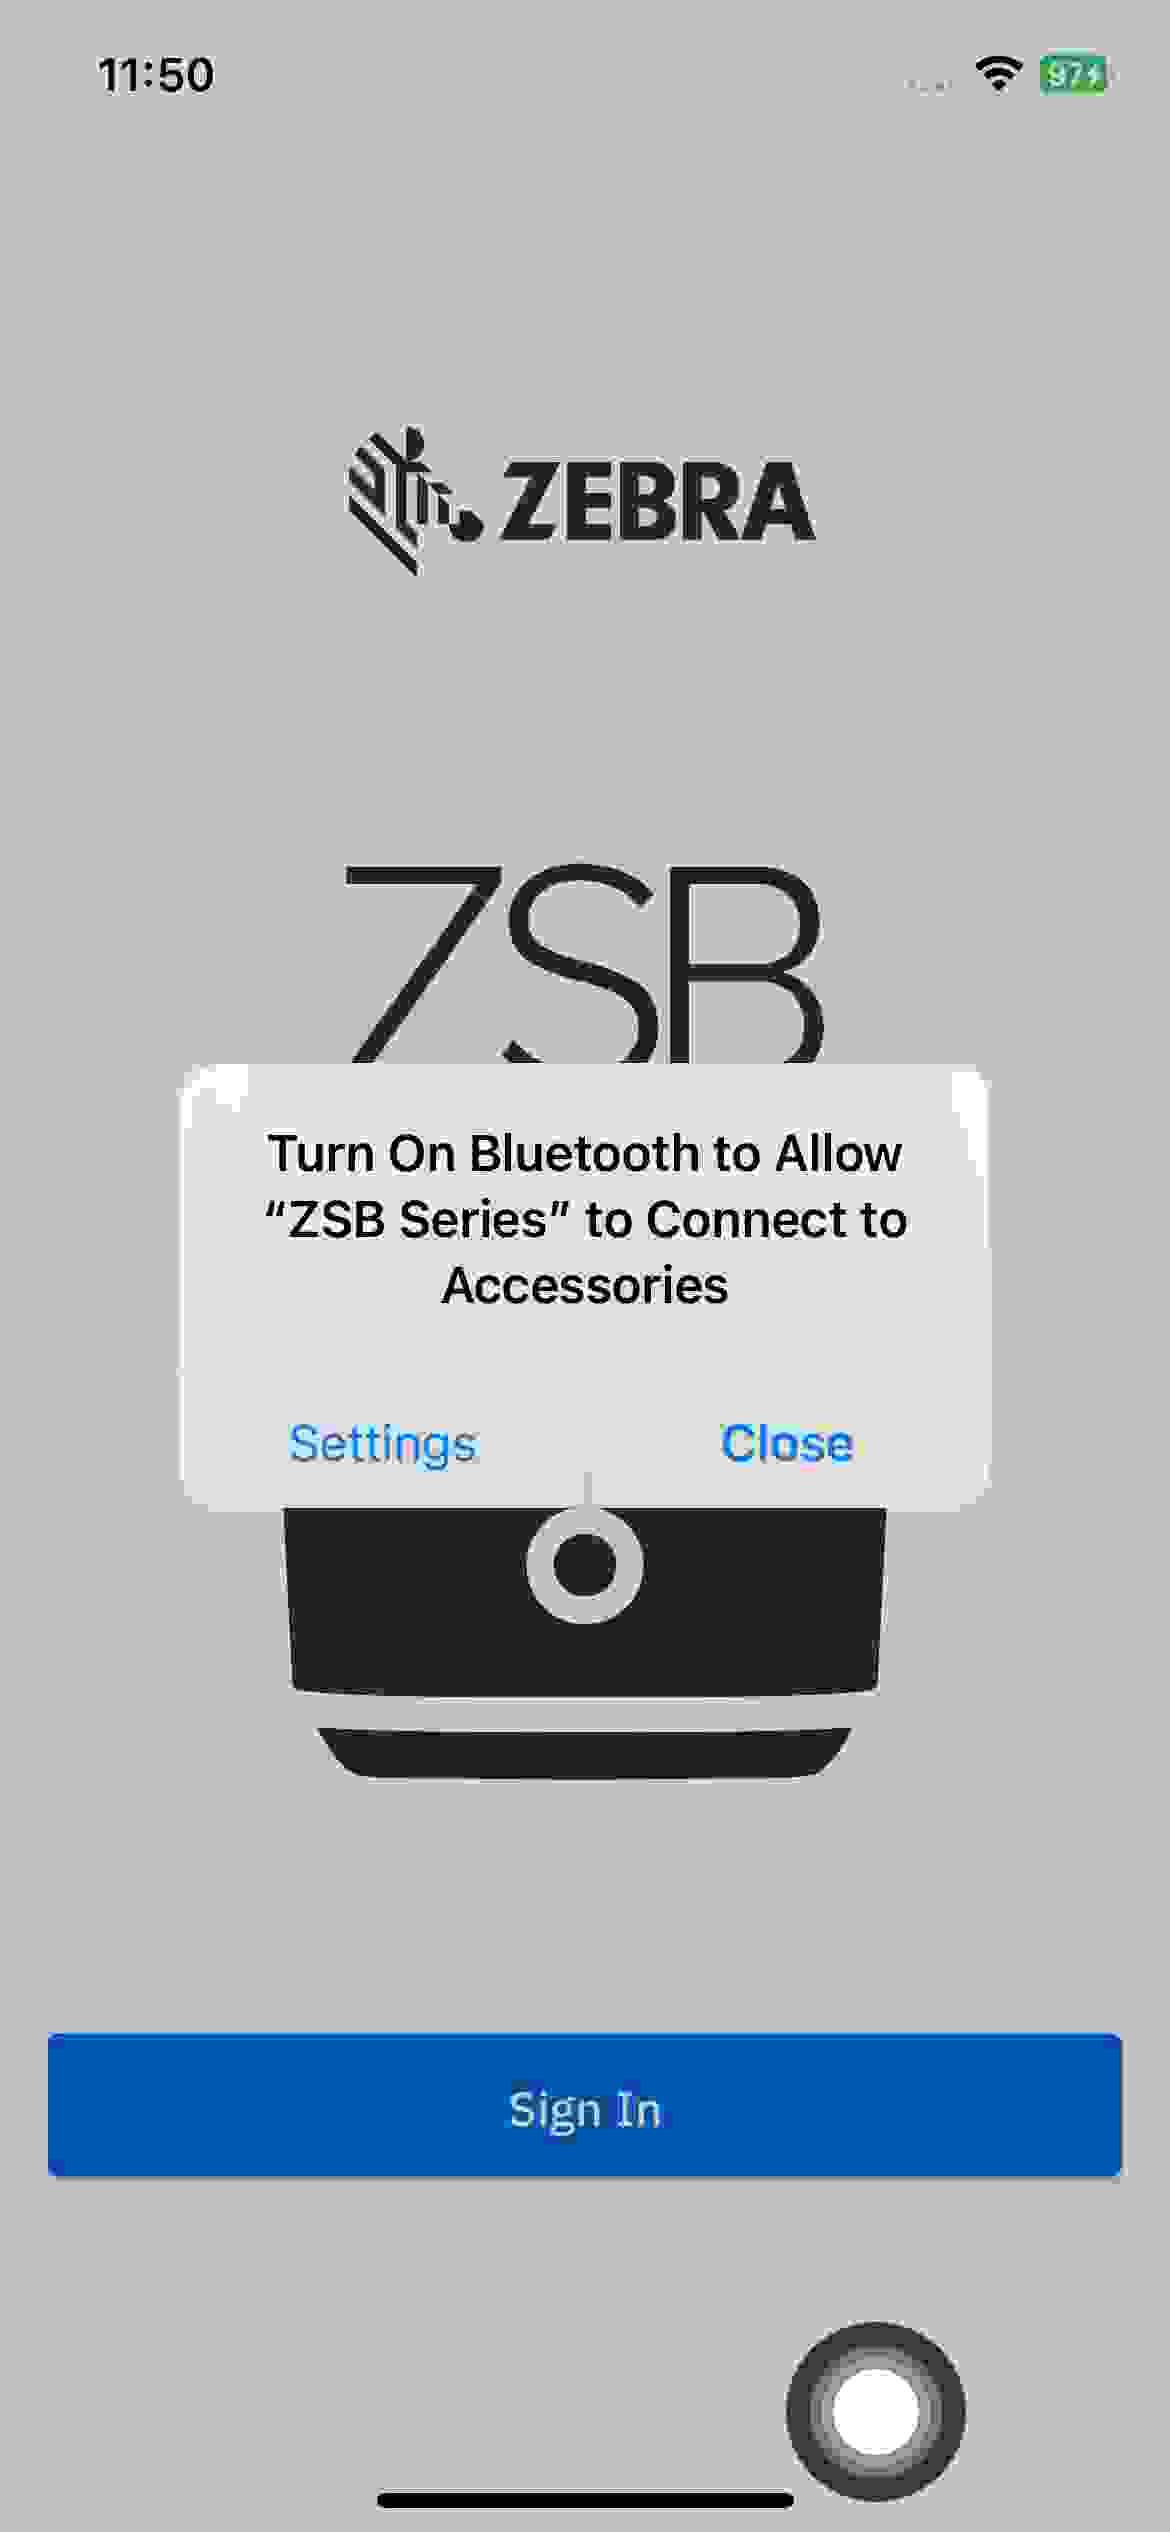 11:50
97
ZEBRA
ZSB
Turn On Bluetooth to Allow
“ZSB Series” to Connect to
Accessories
Settings
Close
Sign In